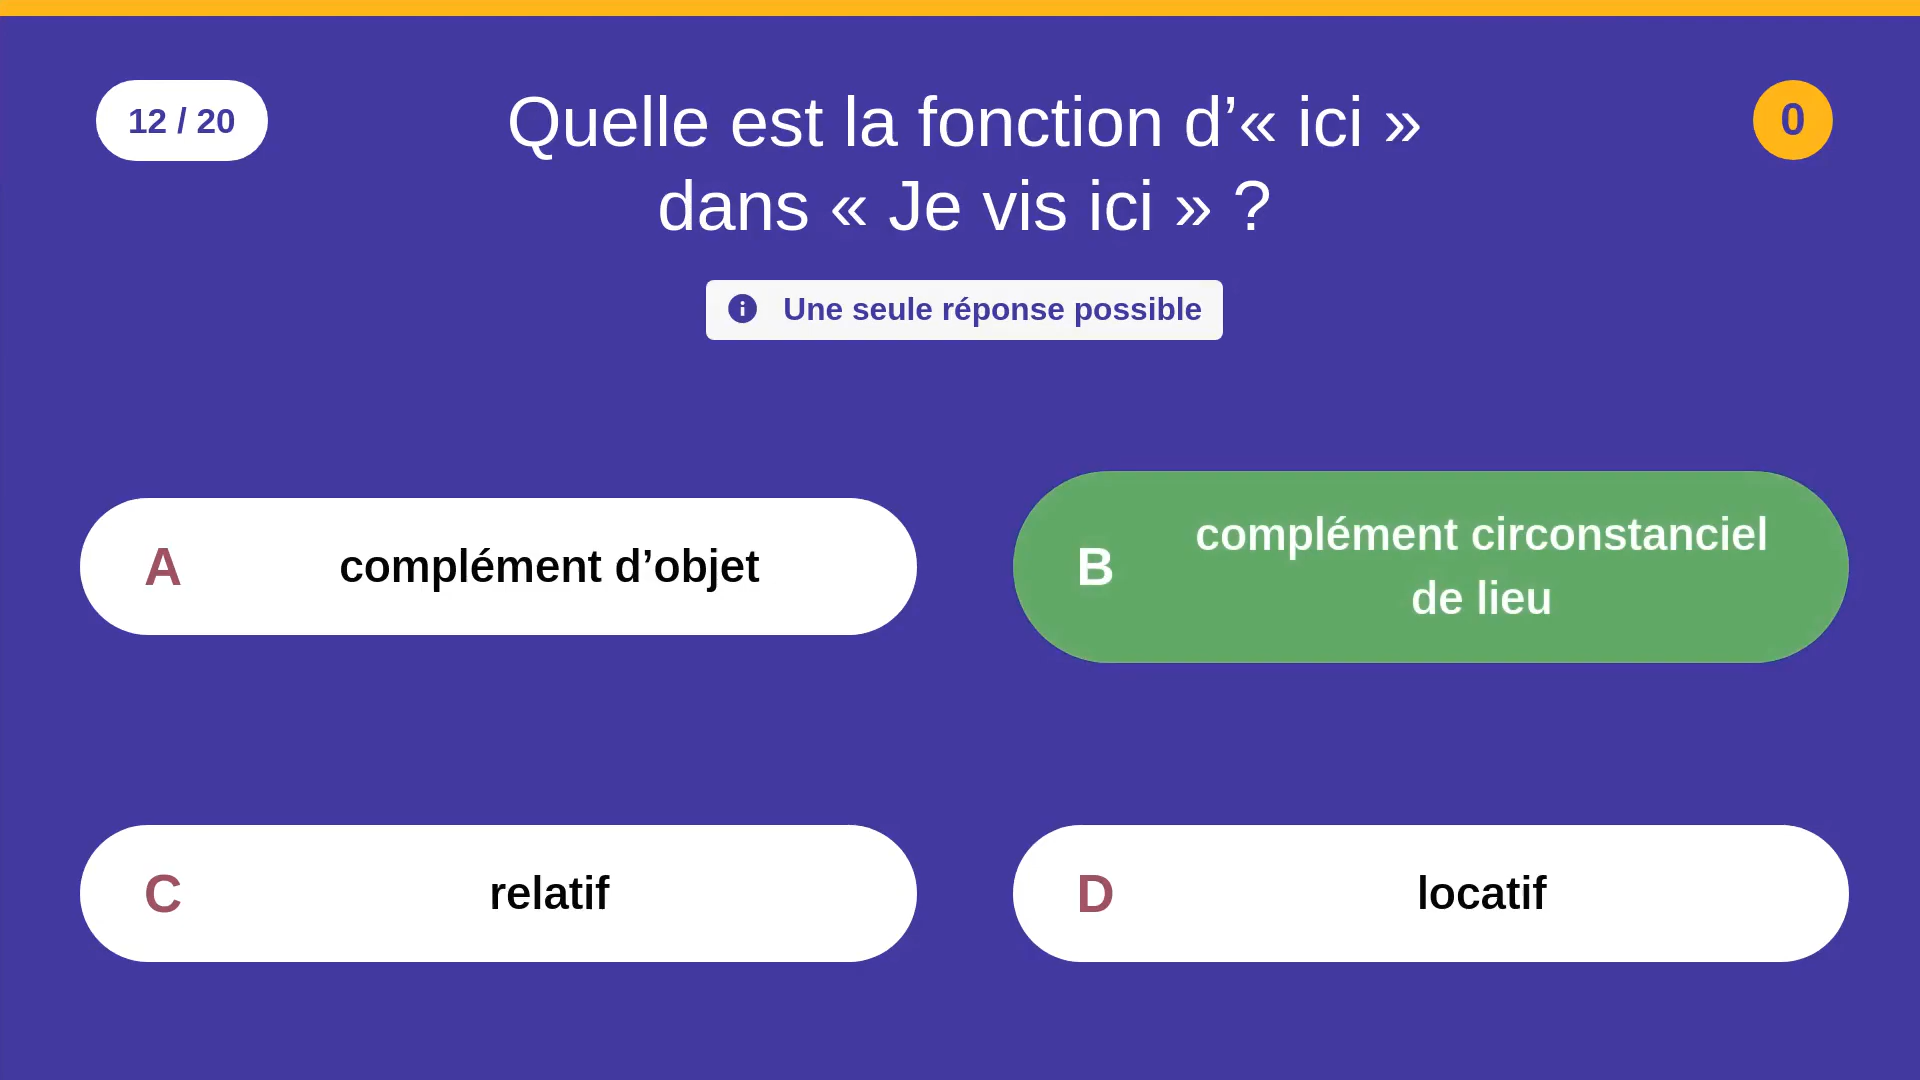 12 / 20
Quelle est la fonction d’« ici »
dans « Je vis ici » ?
0
Une seule réponse possible
A
complément d’objet
B
complément circonstanciel
de lieu
C
relatif
D
locatif